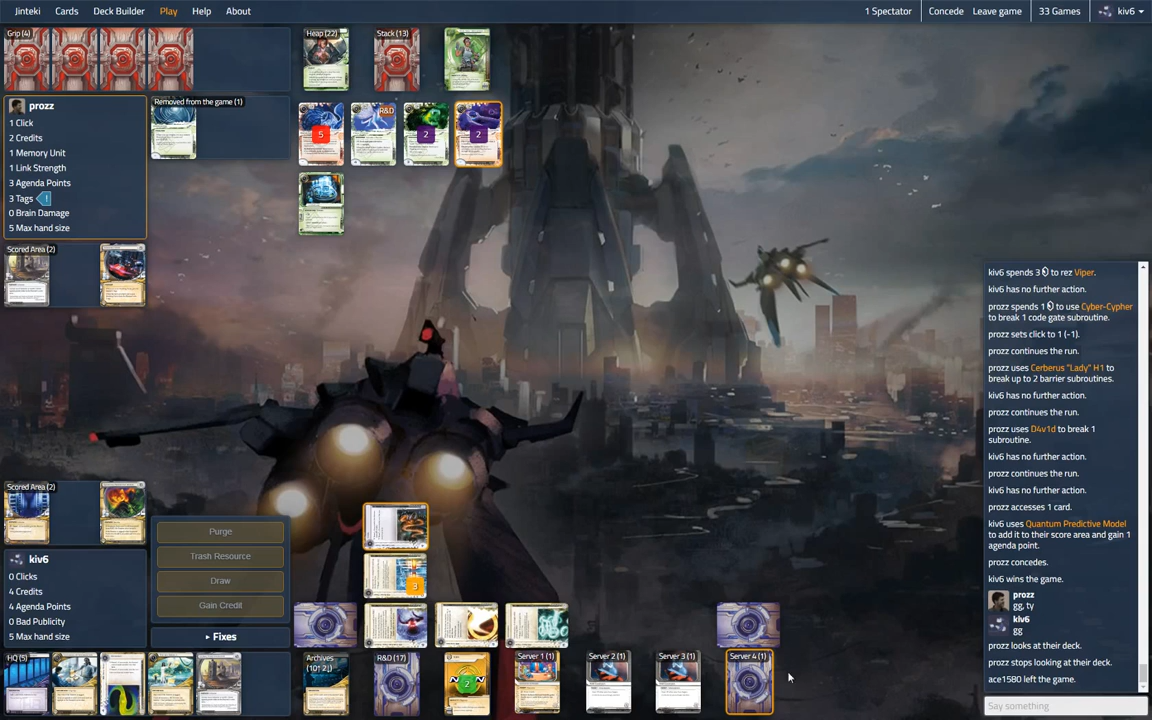 Jinteki Cards Deck Builder Play Help About
1 Spectator Concede Leave game 33 Games kiv6
Grip (4)
Heap (22)
Stack (13)
prozz
1 Click
2 Credits
1 Memory Unit
1 Link Strength
3 Agenda Points
3 Tags !
0 Brain Damage
5 Max hand size
Removed from the game (1)
5
R&D
2
2
Scored Area (2)
Scored Area (2)
kiv6
0 Clicks
4 Credits
4 Agenda Points
0 Bad Publicity
5 Max hand size
Purge
Trash Resource
Draw
Gain Credit
Fixes
3
HQ (5)
Archives
R&D (17)
2
Server 1 (1)
Server 2 (1)
Server 3 (1)
Server 4 (1)
kiv6 spends 3 to rez Viper.
kiv6 has no further action.
prozz spends 1 to use Cyber-Cypher
to break 1 code gate subroutine.
prozz sets click to 1 (-1).
prozz continues the run.
prozz uses Cerberus "Lady" H1 to
break up to 2 barrier subroutines.
kiv6 has no further action.
prozz continues the run.
prozz uses D4v1d to break 1
subroutine.
kiv6 has no further action.
prozz continues the run.
kiv6 has no further action.
prozz accesses 1 card.
kiv6 uses Quantum Predictive Model
to add it to their score area and gain 1
agenda point.
prozz concedes.
kiv6 wins the game.
prozz
gg, ty
kiv6
gg
prozz looks at their deck.
prozz stops looking at their deck.
ace1580 left the game.
Say something